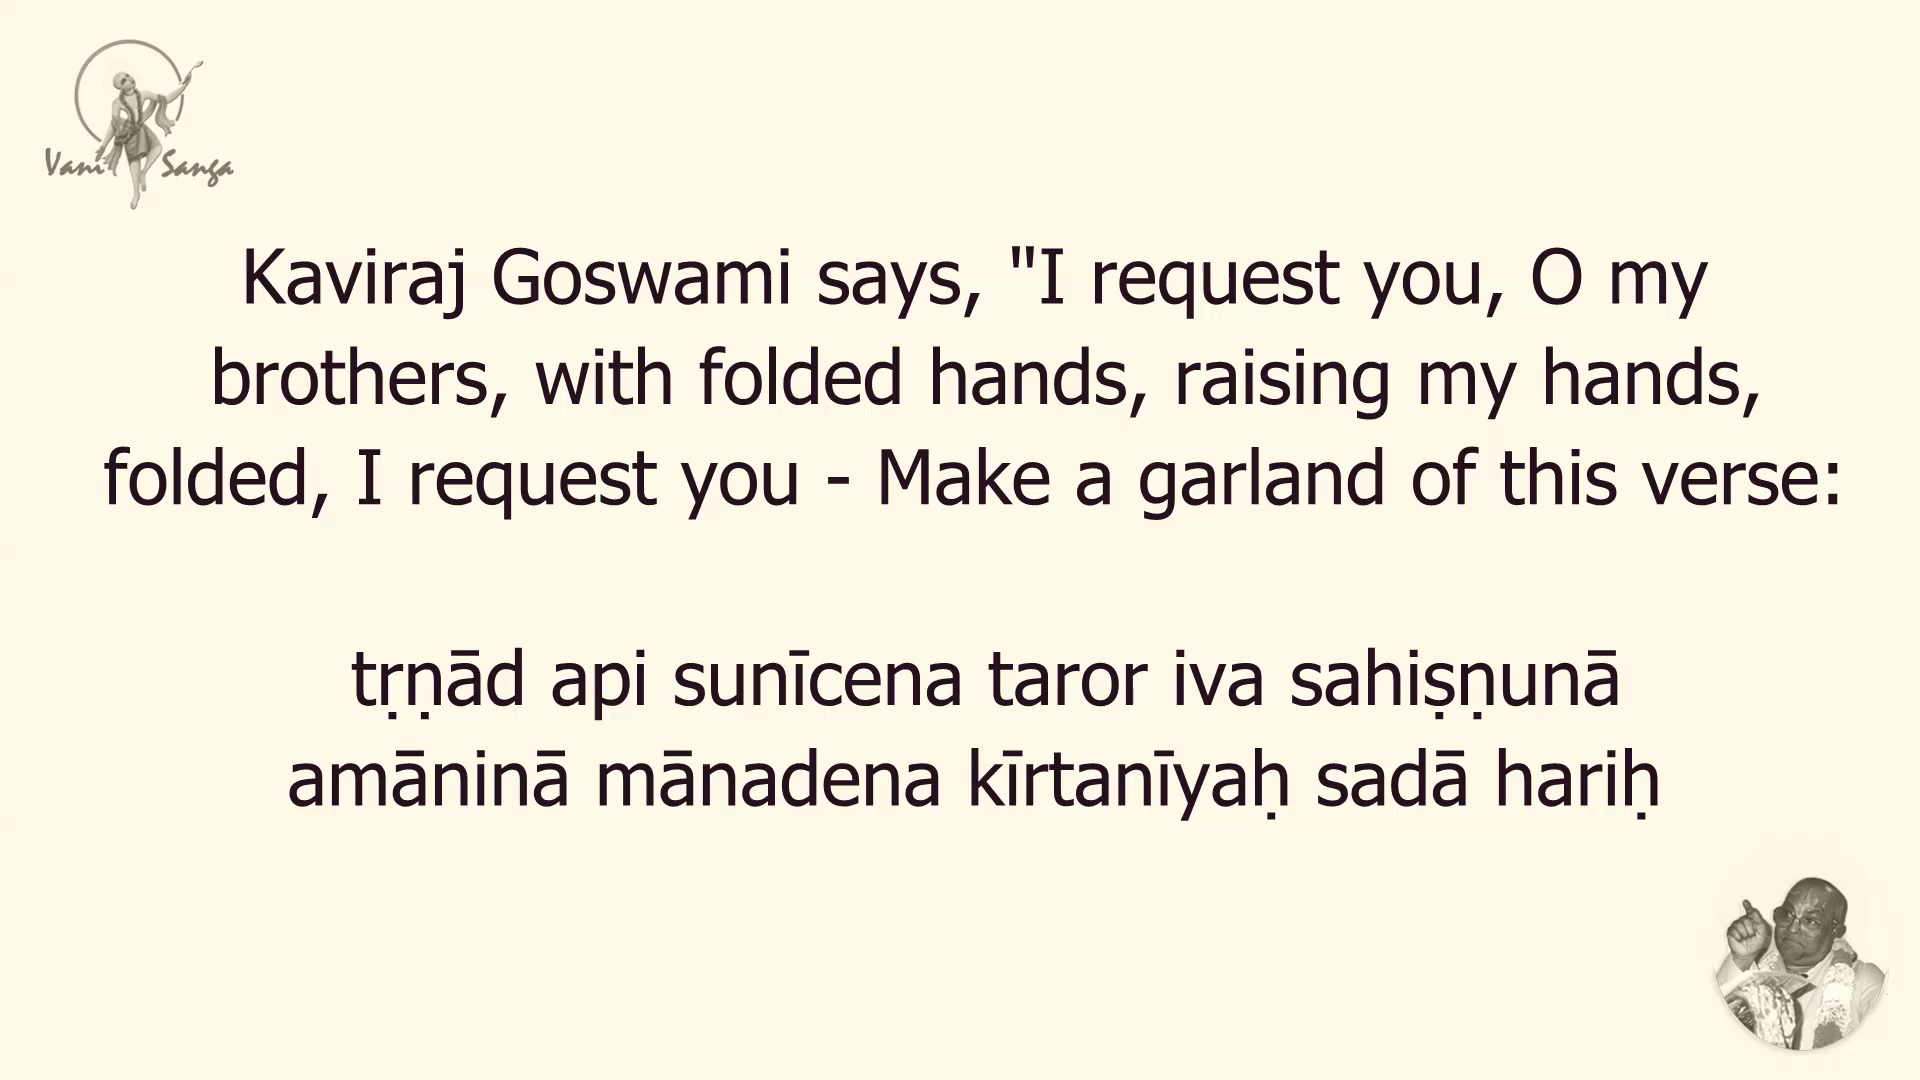 Vani Sanga
Kaviraj Goswami says, "I request you, O my
brothers, with folded hands, raising my hands,
folded, I request you - Make a garland of this verse:
tṛṇād api sunīcena taror iva sahiṣṇunā
amāninā mānadena kīrtanīyaḥ sadā hariḥ